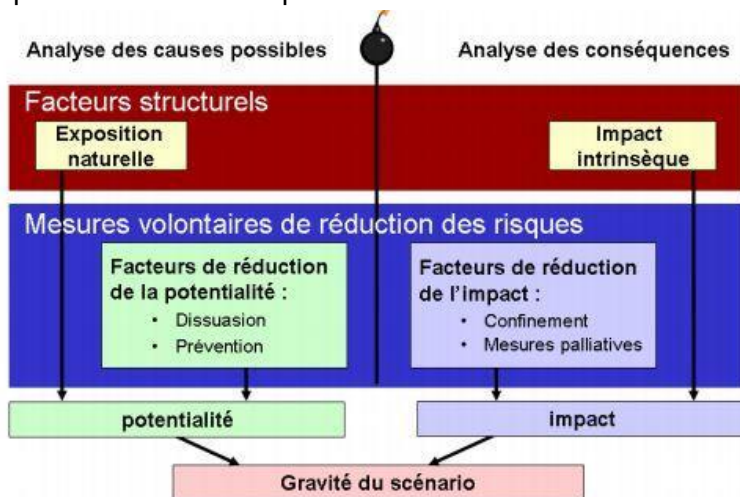 Analyse des causes possibles
Analyse des conséquences
Facteurs structurels
Exposition
naturelle
Impact
intrinsèque
Mesures volontaires de réduction des risques
Facteurs de réduction
de la potentialité :
• Dissuasion
• Prévention
Facteurs de réduction
de l'impact :
• Confinement
• Mesures palliatives
potentialité
impact
Gravité du scénario